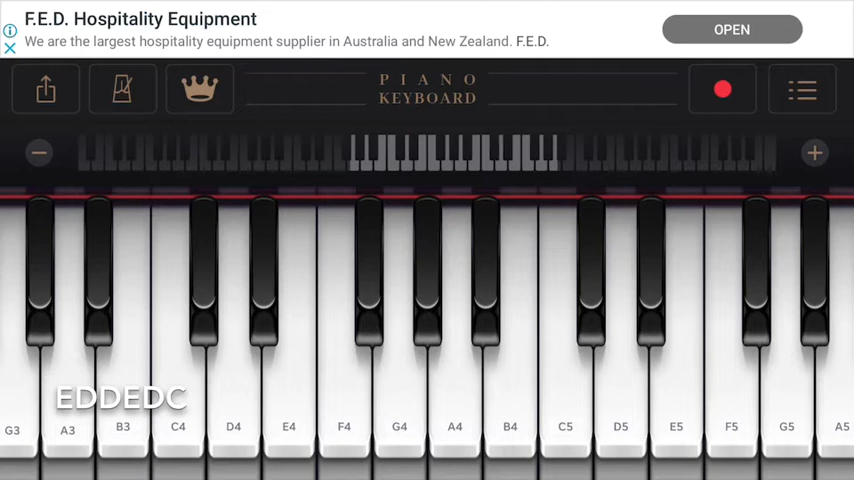 F.E.D. Hospitality Equipment
We are the largest hospitality equipment supplier in Australia and New Zealand. F.E.D.
OPEN
PIANO
KEYBOARD
EDDEDC
G3 A3 B3 C4 D4 E4 F4 G4 A4 B4 C5 D5 E5 F5 G5 A5